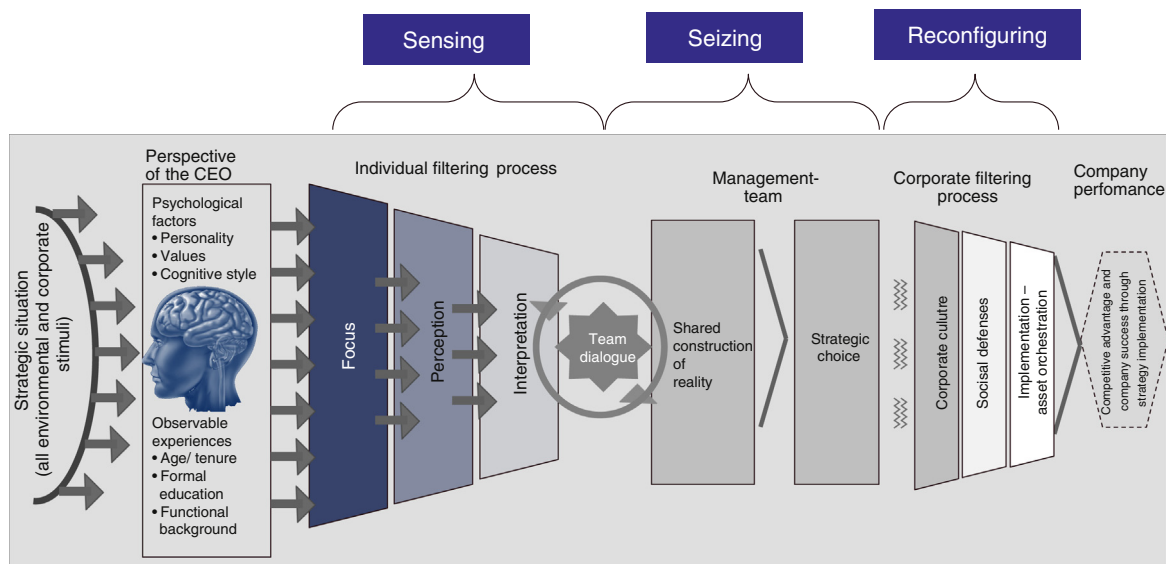 Sensing
Seizing
Reconfiguring
Strategic situation
(all environmental and corporate
stimuli)
Perspective
of the CEO
Psychological
factors
• Personality
• Values
• Cognitive style
Observable
experiences
• Age/ tenure
• Formal
education
• Functional
background
Individual filtering process
Focus
Perception
Interpretation
Team
dialogue
Management-
team
Shared
construction
of
reality
Strategic
choice
Corporate filtering
process
Corporate culutre
Socisal defenses
Implementation –
asset orchestration
Company
perfomance
Competitive advantage and
company success through
strategy implementation